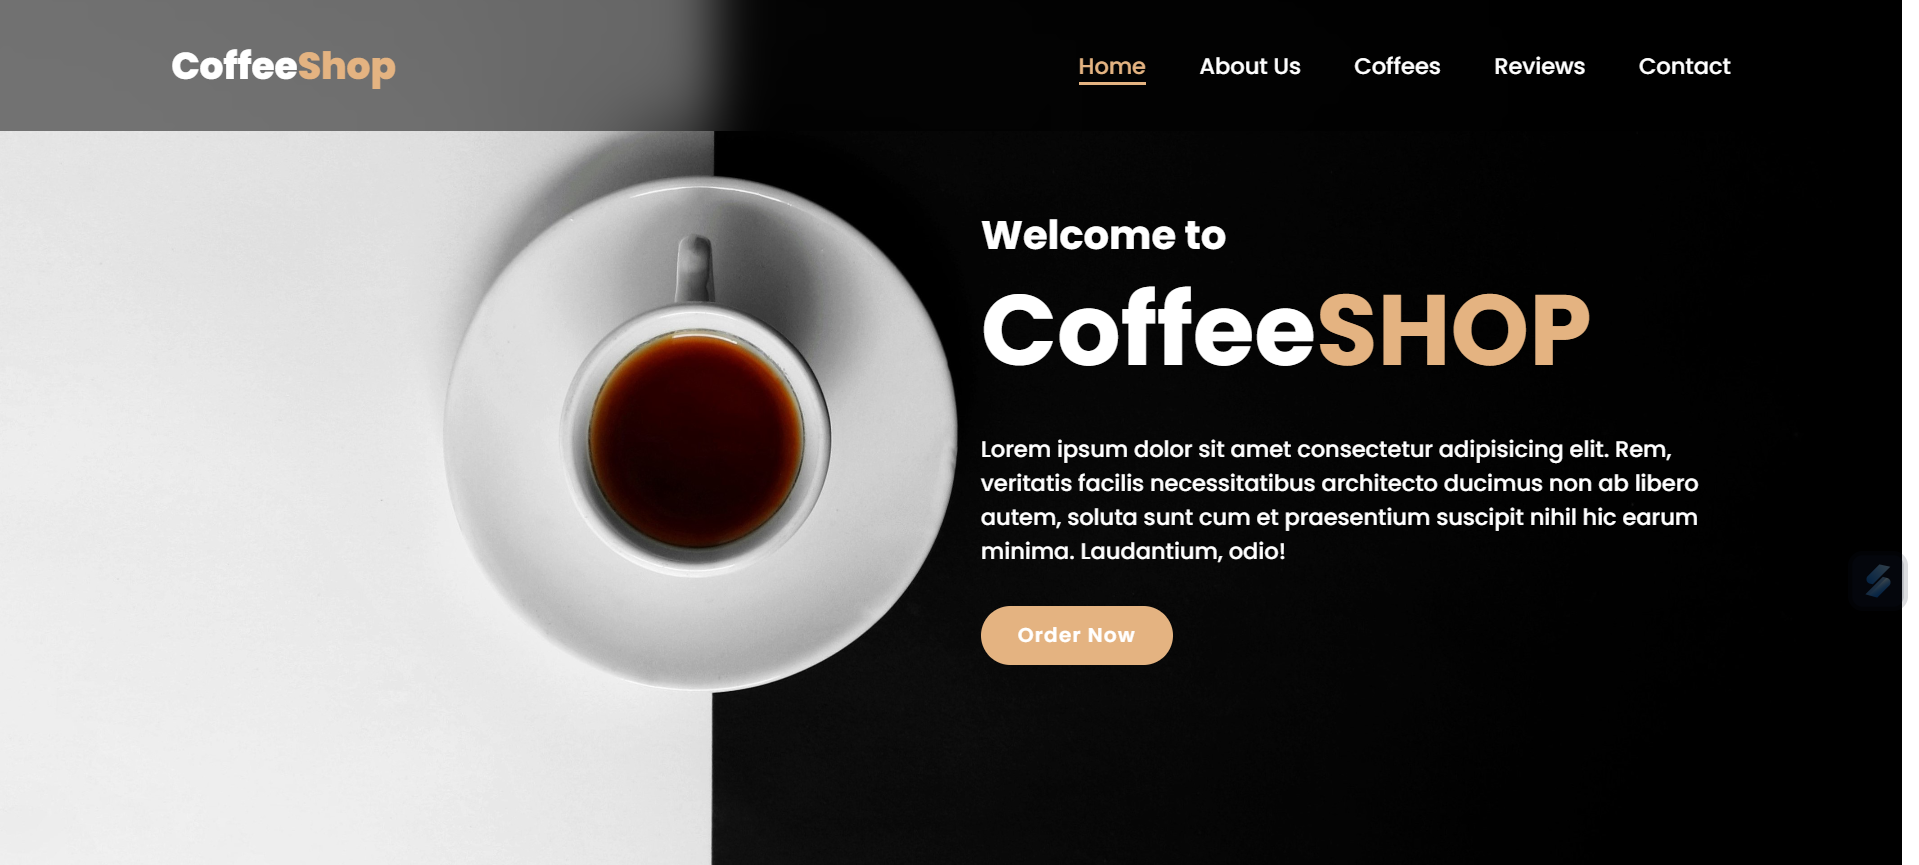 CoffeeShop
Home About Us Coffees Reviews Contact
Welcome to
CoffeeSHOP
Lorem ipsum dolor sit amet consectetur adipisicing elit. Rem,
veritatis facilis necessitatibus architecto ducimus non ab libero
autem, soluta sunt cum et praesentium suscipit nihil hic earum
minima. Laudantium, odio!
Order Now